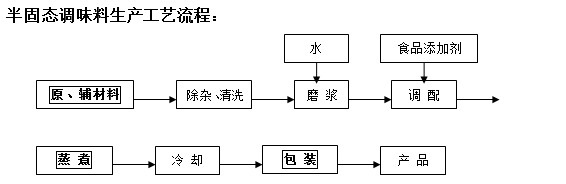 半固态调味料生产工艺流程：
水 食品添加剂
原、辅材料 除杂、清洗 磨浆 调配
蒸煮 冷却 包装 产品